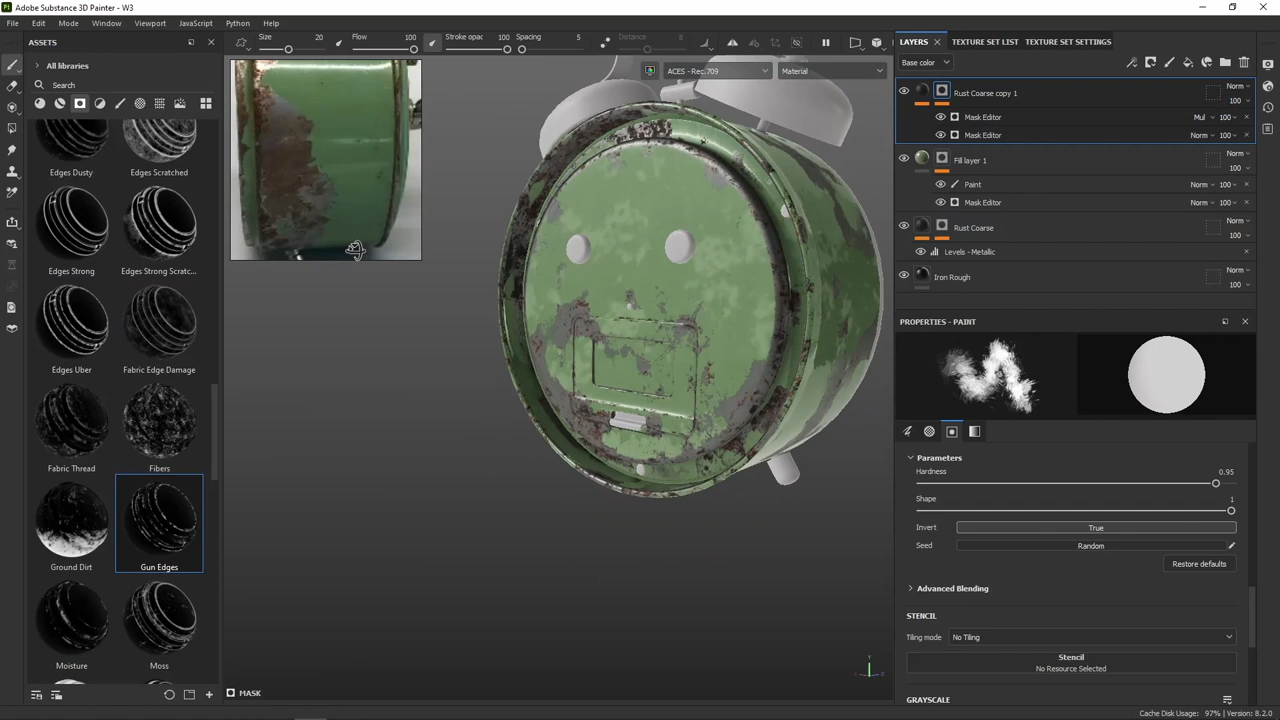 Adobe Substance 3D Painter - W3
File Edit Mode Viewport JavaScript Python Help
ASSETS
All libraries
Search
Edges Dusty Edges Scratched
Edges Strong Edges Strong Scratc...
Edges Uber Fabric Edge Damage
Fabric Thread Fibers
Ground Dirt Gun Edges
Moisture Moss
Size 20 Flow 100 Stroke opa: 100 Spacing 5 Distance 8
ACES - Rec.709 Material
MASK
LAYERS TEXTURE SET LIST TEXTURE SET SETTINGS
Base color
Rust Coarse copy 1 Norm 100
Mask Editor Mul 100
Mask Editor Norm 100
Fill layer 1 Norm 100
Paint Norm 100
Mask Editor Norm 100
Rust Coarse Norm 100
Levels - Metallic
Iron Rough Norm 100
PROPERTIES - PAINT
Parameters
Hardness 0.95
Shape 1
Invert True
Seed Random
Restore defaults
Advanced Blending
STENCIL
Tiling mode No Tiling
Stencil
No Resource Selected
GRAYSCALE
Cache Disk Usage: 97% | Version: 8.2.0